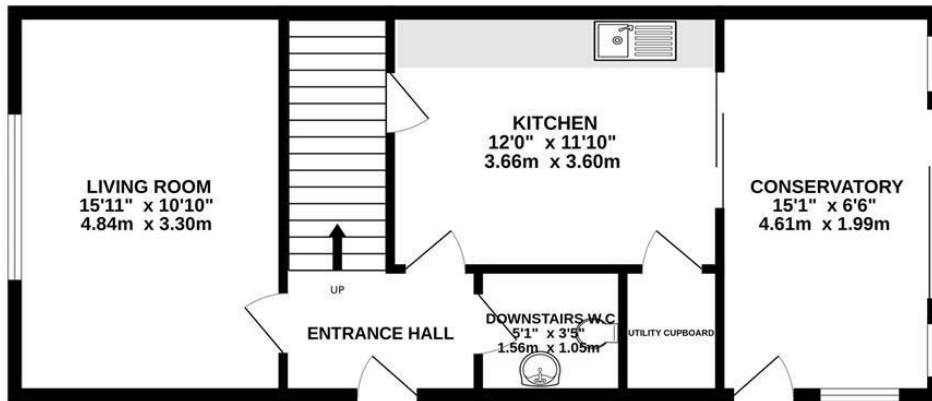 KITCHEN
12'0" x 11'10"
3.66m x 3.60m
LIVING ROOM
15'11" x 10'10"
4.84m x 3.30m
CONSERVATORY
15'1" x 6'6"
4.61m x 1.99m
UP
ENTRANCE HALL
DOWNSTAIRS W.C
5'1" x 3'5"
1.56m x 1.05m
UTILITY CUPBOARD